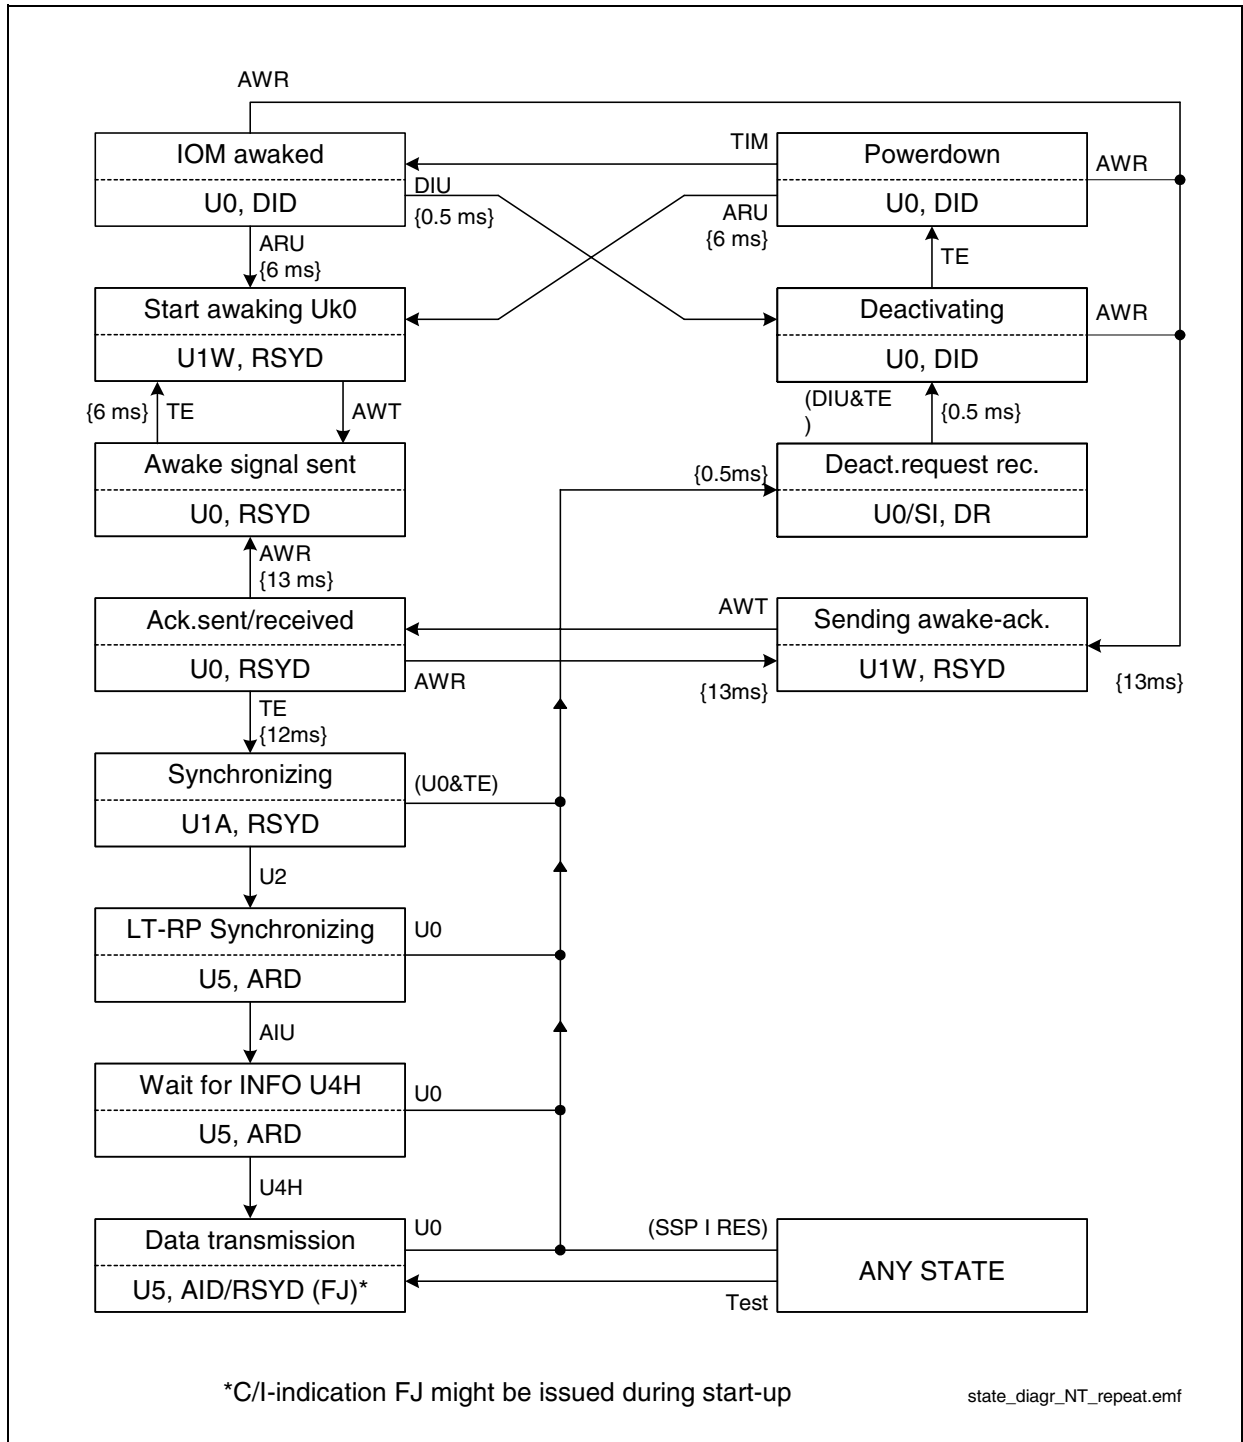 AWR
IOM awaked
U0, DID
TIM
Powerdown
U0, DID
AWR
DIU
{0.5 ms}
ARU
{6 ms}
ARU
{6 ms}
TE
Start awaking Uk0
U1W, RSYD
Deactivating
U0, DID
AWR
{6 ms}
TE
AWT
(DIU&TE
)
{0.5 ms}
Awake signal sent
U0, RSYD
{0.5ms}
Deact.request rec.
U0/SI, DR
AWR
{13 ms}
Ack.sent/received
U0, RSYD
AWT
Sending awake-ack.
U1W, RSYD
AWR
{13ms}
{13ms}
TE
{12ms}
Synchronizing
U1A, RSYD
(U0&TE)
U2
LT-RP Synchronizing
U5, ARD
U0
AIU
Wait for INFO U4H
U5, ARD
U0
U4H
Data transmission
U5, AID/RSYD (FJ)*
U0
(SSP I RES)
Test
ANY STATE
*C/I-indication FJ might be issued during start-up
state_diagr_NT_repeat.emf